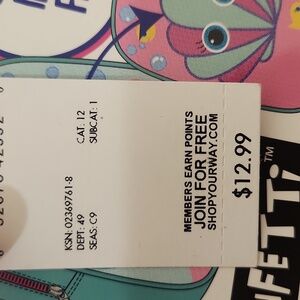 KSN: 02369761-8
DEPT: 49 CAT: 12
SEAS: C9 SUBCAT: 1
MEMBERS EARN POINTS
JOIN FOR FREE
SHOPYOURWAY.COM
$12.99
FETTi™